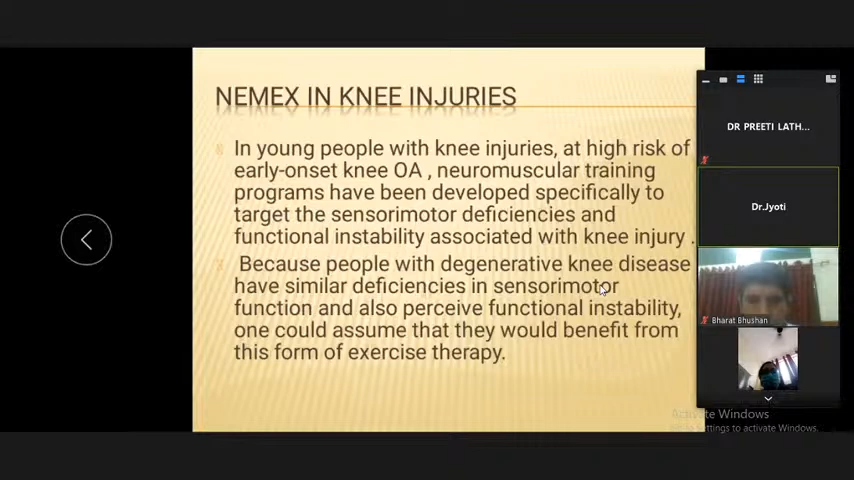 NEMEX IN KNEE INJURIES
In young people with knee injuries, at high risk of
early-onset knee OA , neuromuscular training
programs have been developed specifically to
target the sensorimotor deficiencies and
functional instability associated with knee injury .
Because people with degenerative knee disease
have similar deficiencies in sensorimotor
function and also perceive functional instability,
one could assume that they would benefit from
this form of exercise therapy.
DR PREETI LATH...
Dr.Jyoti
Bharat Bhushan
Activate Windows
settings to activate Windows.